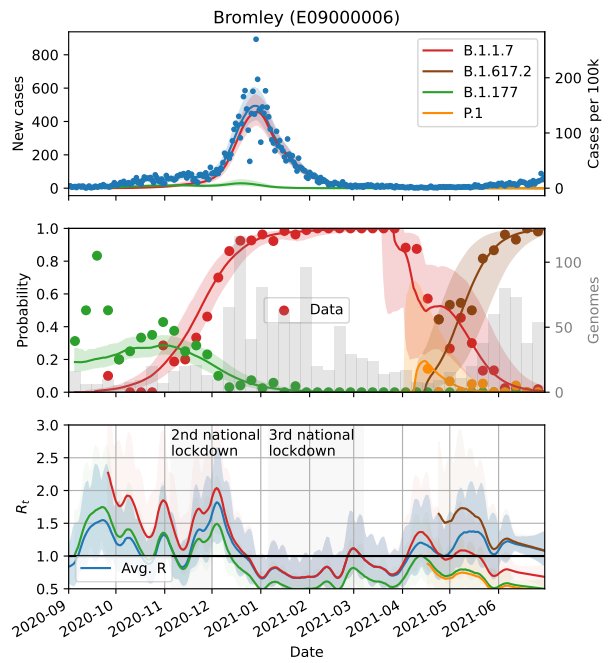 Bromley (E09000006)
New cases
800
600
400
200
0
B.1.1.7
B.1.617.2
B.1.177
P.1
200
100
0
Cases per 100k
Probability
1.0
0.8
0.6
0.4
0.2
0.0
Data
100
50
0
Genomes
Rt
3.0
2.5
2.0
1.5
1.0
0.5
2nd national
lockdown
3rd national
lockdown
Avg. R
2020-09
2020-10
2020-11
2020-12
2021-01
2021-02
2021-03
2021-04
2021-05
2021-06
Date